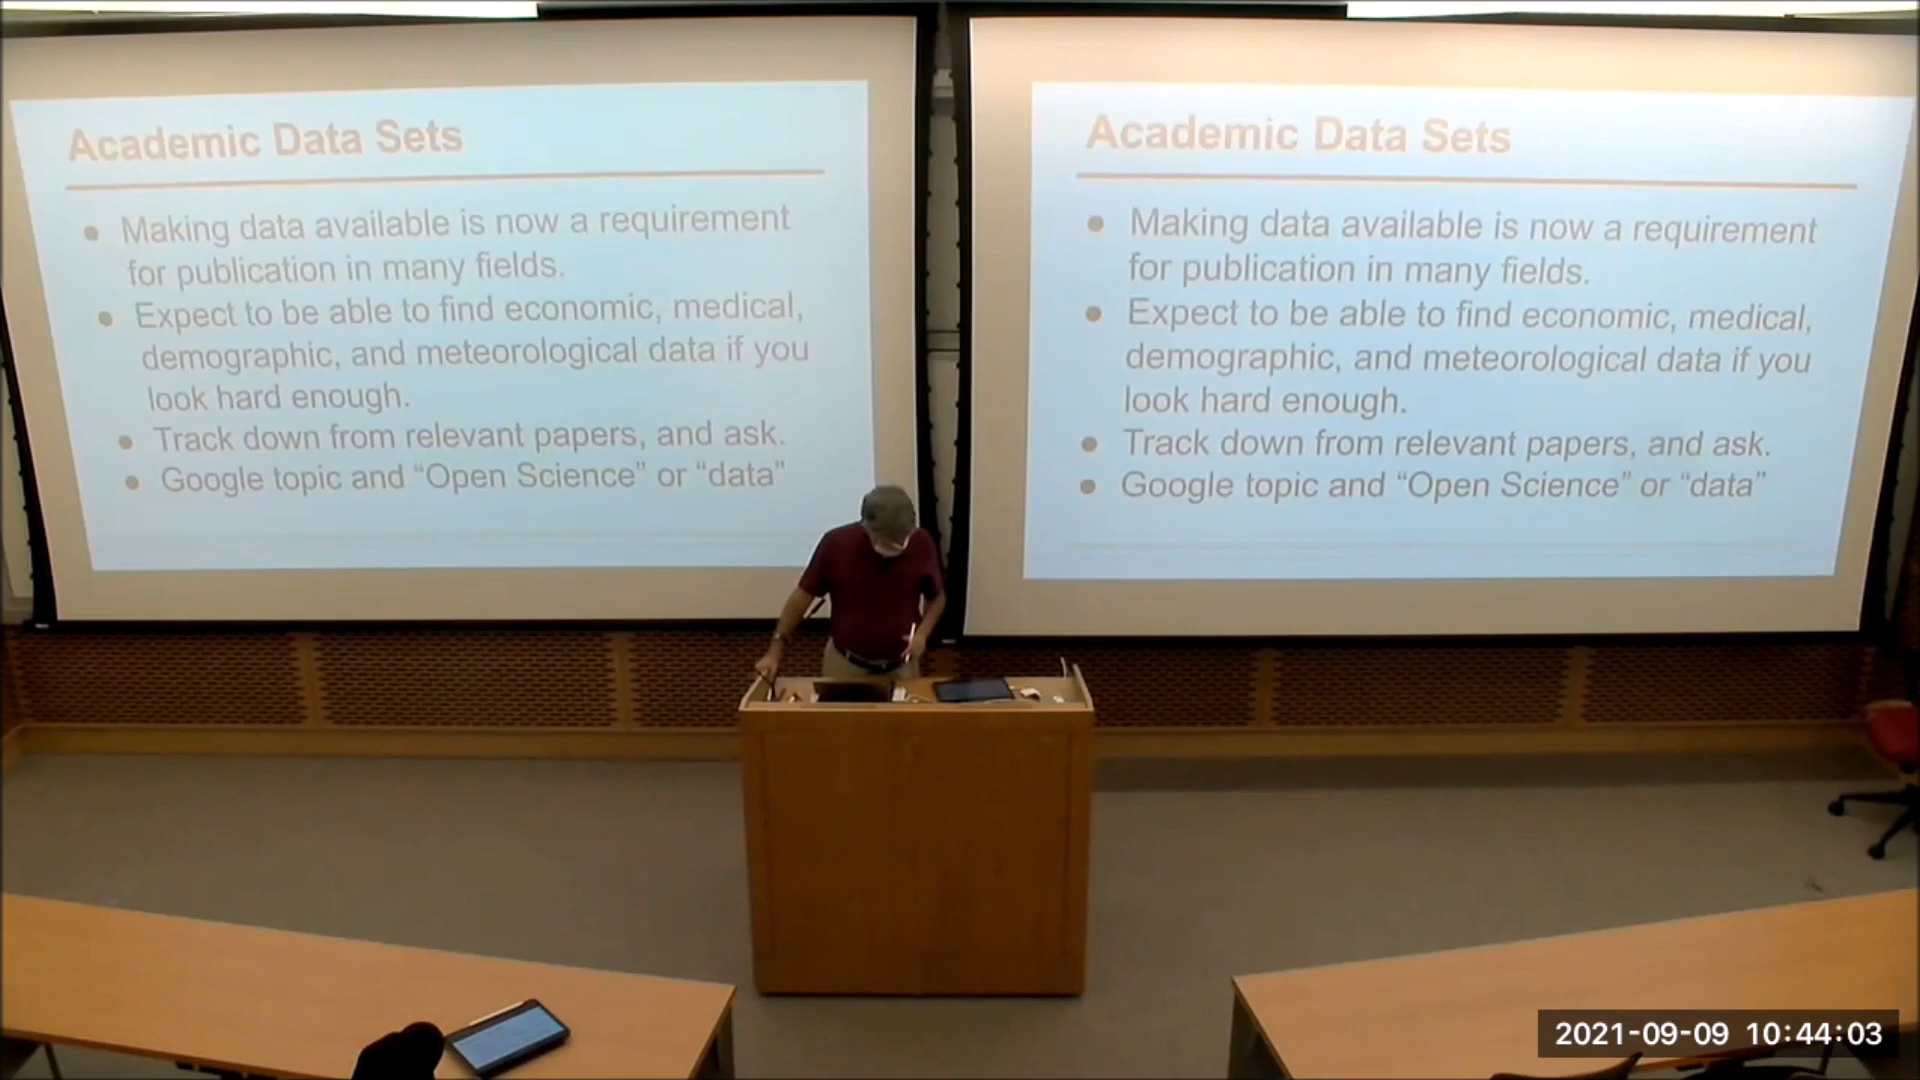 Academic Data Sets
● Making data available is now a requirement
for publication in many fields.
● Expect to be able to find economic, medical,
demographic, and meteorological data if you
look hard enough.
● Track down from relevant papers, and ask.
● Google topic and “Open Science” or “data”
Academic Data Sets
● Making data available is now a requirement
for publication in many fields.
● Expect to be able to find economic, medical,
demographic, and meteorological data if you
look hard enough.
● Track down from relevant papers, and ask.
● Google topic and “Open Science” or “data”
2021-09-09 10:44:03